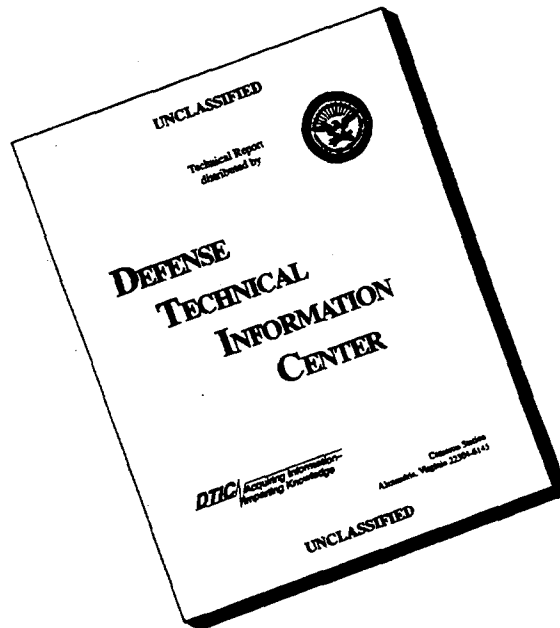 UNCLASSIFIED
Technical Report
distributed by
DEFENSE
TECHNICAL
INFORMATION
CENTER
DTIC Acquiring Information-
Imparting Knowledge
Cameron Station
Alexandria, Virginia 22304-6145
UNCLASSIFIED